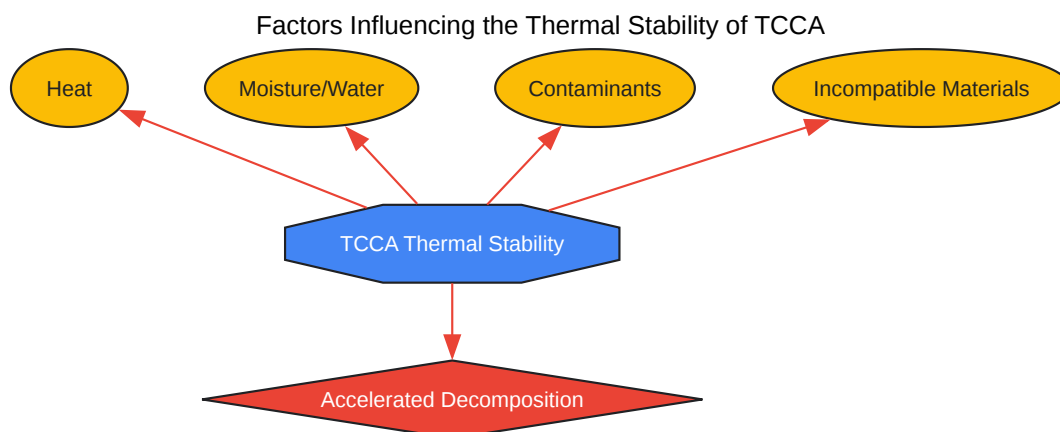 Factors Influencing the Thermal Stability of TCCA
Heat
Moisture/Water
Contaminants
Incompatible Materials
TCCA Thermal Stability
Accelerated Decomposition